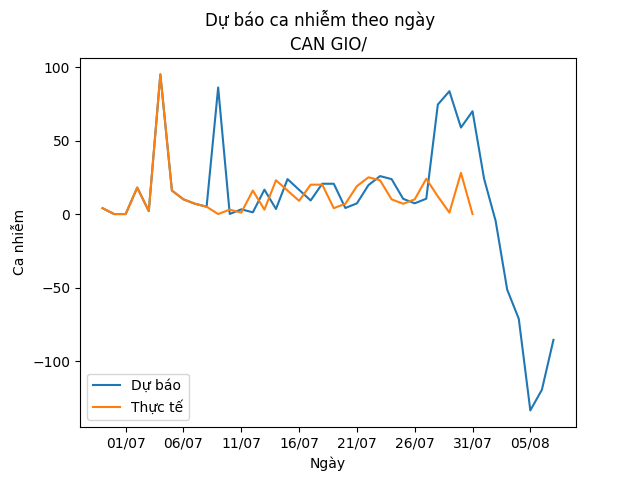 Dự báo ca nhiễm theo ngày
CAN GIO/
100
50
0
−50
−100
Ca nhiễm
Dự báo
Thực tế
01/07 06/07 11/07 16/07 21/07 26/07 31/07 05/08
Ngày